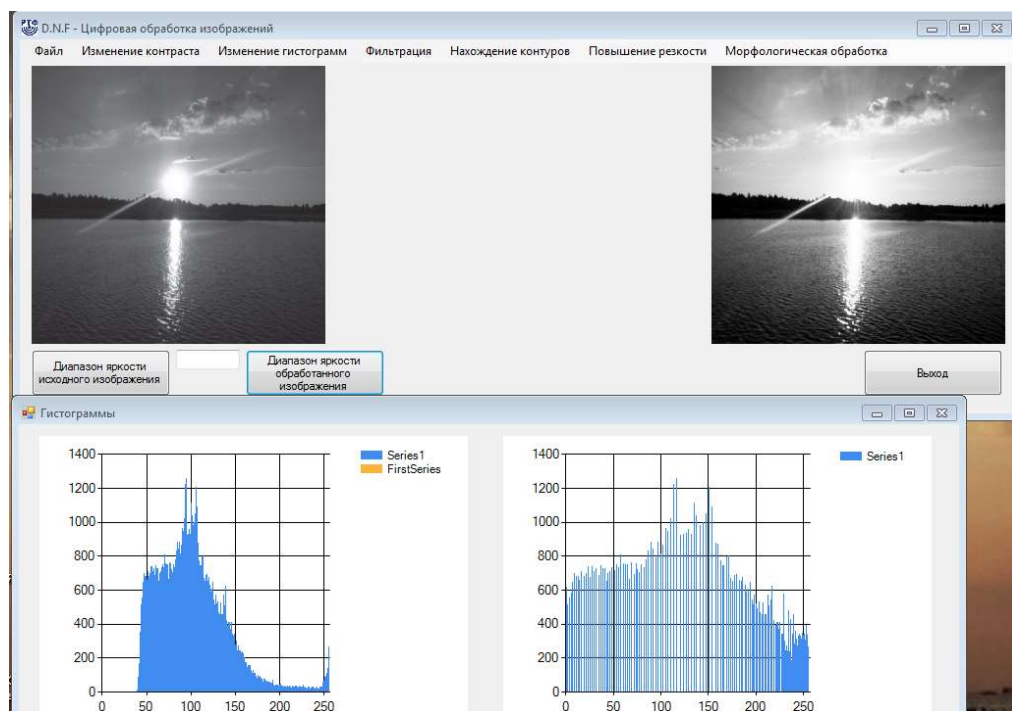 РТФ D.N.F - Цифровая обработка изображений
Файл Изменение контраста Изменение гистограмм Фильтрация Нахождение контуров Повышение резкости Морфологическая обработка
Диапазон яркости
исходного изображения
Диапазон яркости
обработанного
изображения
Выход
Гистограммы
1400
1200
1000
800
600
400
200
0
0 50 100 150 200 250
Series1
FirstSeries
1400
1200
1000
800
600
400
200
0
0 50 100 150 200 250
Series1